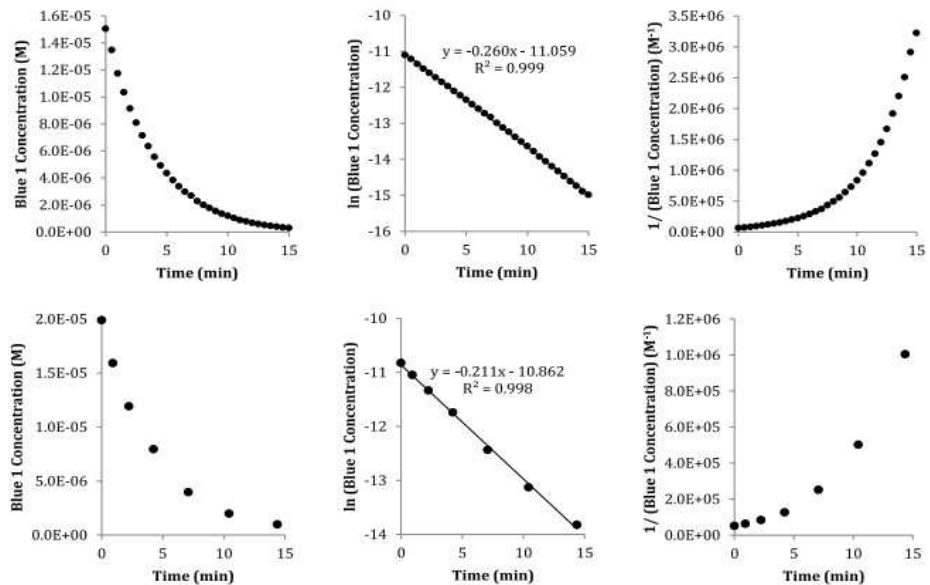 Blue 1 Concentration (M)
1.6E-05
1.4E-05
1.2E-05
1.0E-05
8.0E-06
6.0E-06
4.0E-06
2.0E-06
0.0E+00
0
5
10
15
Time (min)
ln (Blue 1 Concentration)
-10
-11
-12
-13
-14
-15
-16
y = -0.260x - 11.059
R² = 0.999
0
5
10
15
Time (min)
1/ (Blue 1 Concentration) (M⁻¹)
3.5E+06
3.0E+06
2.5E+06
2.0E+06
1.5E+06
1.0E+06
5.0E+05
0.0E+00
0
5
10
15
Time (min)
Blue 1 Concentration (M)
2.0E-05
1.5E-05
1.0E-05
5.0E-06
0.0E+00
0
5
10
15
Time (min)
ln (Blue 1 Concentration)
-10
-11
-12
-13
-14
y = -0.211x - 10.862
R² = 0.998
0
5
10
15
Time (min)
1/ (Blue 1 Concentration) (M⁻¹)
1.2E+06
1.0E+06
8.0E+05
6.0E+05
4.0E+05
2.0E+05
0.0E+00
0
5
10
15
Time (min)